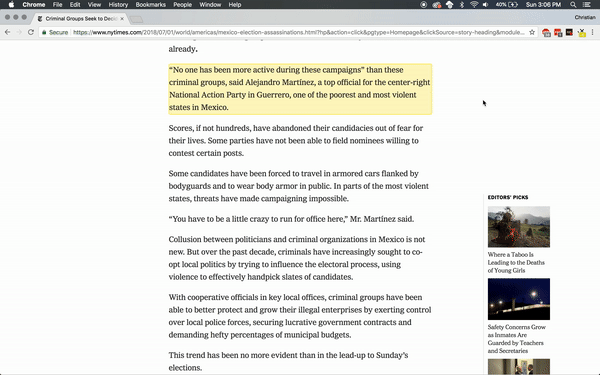 Chrome File Edit View History Bookmarks People Window Help 40% Sun 3:06 PM
Criminal Groups Seek to Decid
Christian
Secure https://www.nytimes.com/2018/07/01/world/americas/mexico-election-assassinations.html?hp&action=click&pgtype=Homepage&clickSource=story-heading&module...
already.
“No one has been more active during these campaigns” than these
criminal groups, said Alejandro Martínez, a top official for the center-right
National Action Party in Guerrero, one of the poorest and most violent
states in Mexico.
Scores, if not hundreds, have abandoned their candidacies out of fear for
their lives. Some parties have not been able to field nominees willing to
contest certain posts.
Some candidates have been forced to travel in armored cars flanked by
bodyguards and to wear body armor in public. In parts of the most violent
states, threats have made campaigning impossible.
“You have to be a little crazy to run for office here,” Mr. Martínez said.
Collusion between politicians and criminal organizations in Mexico is not
new. But over the past decade, criminals have increasingly sought to co-
opt local politics by trying to influence the electoral process, using
violence to effectively handpick slates of candidates.
With cooperative officials in key local offices, criminal groups have been
able to better protect and grow their illegal enterprises by exerting control
over local police forces, securing lucrative government contracts and
demanding hefty percentages of municipal budgets.
This trend has been no more evident than in the lead-up to Sunday’s
elections.
EDITORS’ PICKS
Where a Taboo Is
Leading to the Deaths
of Young Girls
Safety Concerns Grow
as Inmates Are
Guarded by Teachers
and Secretaries